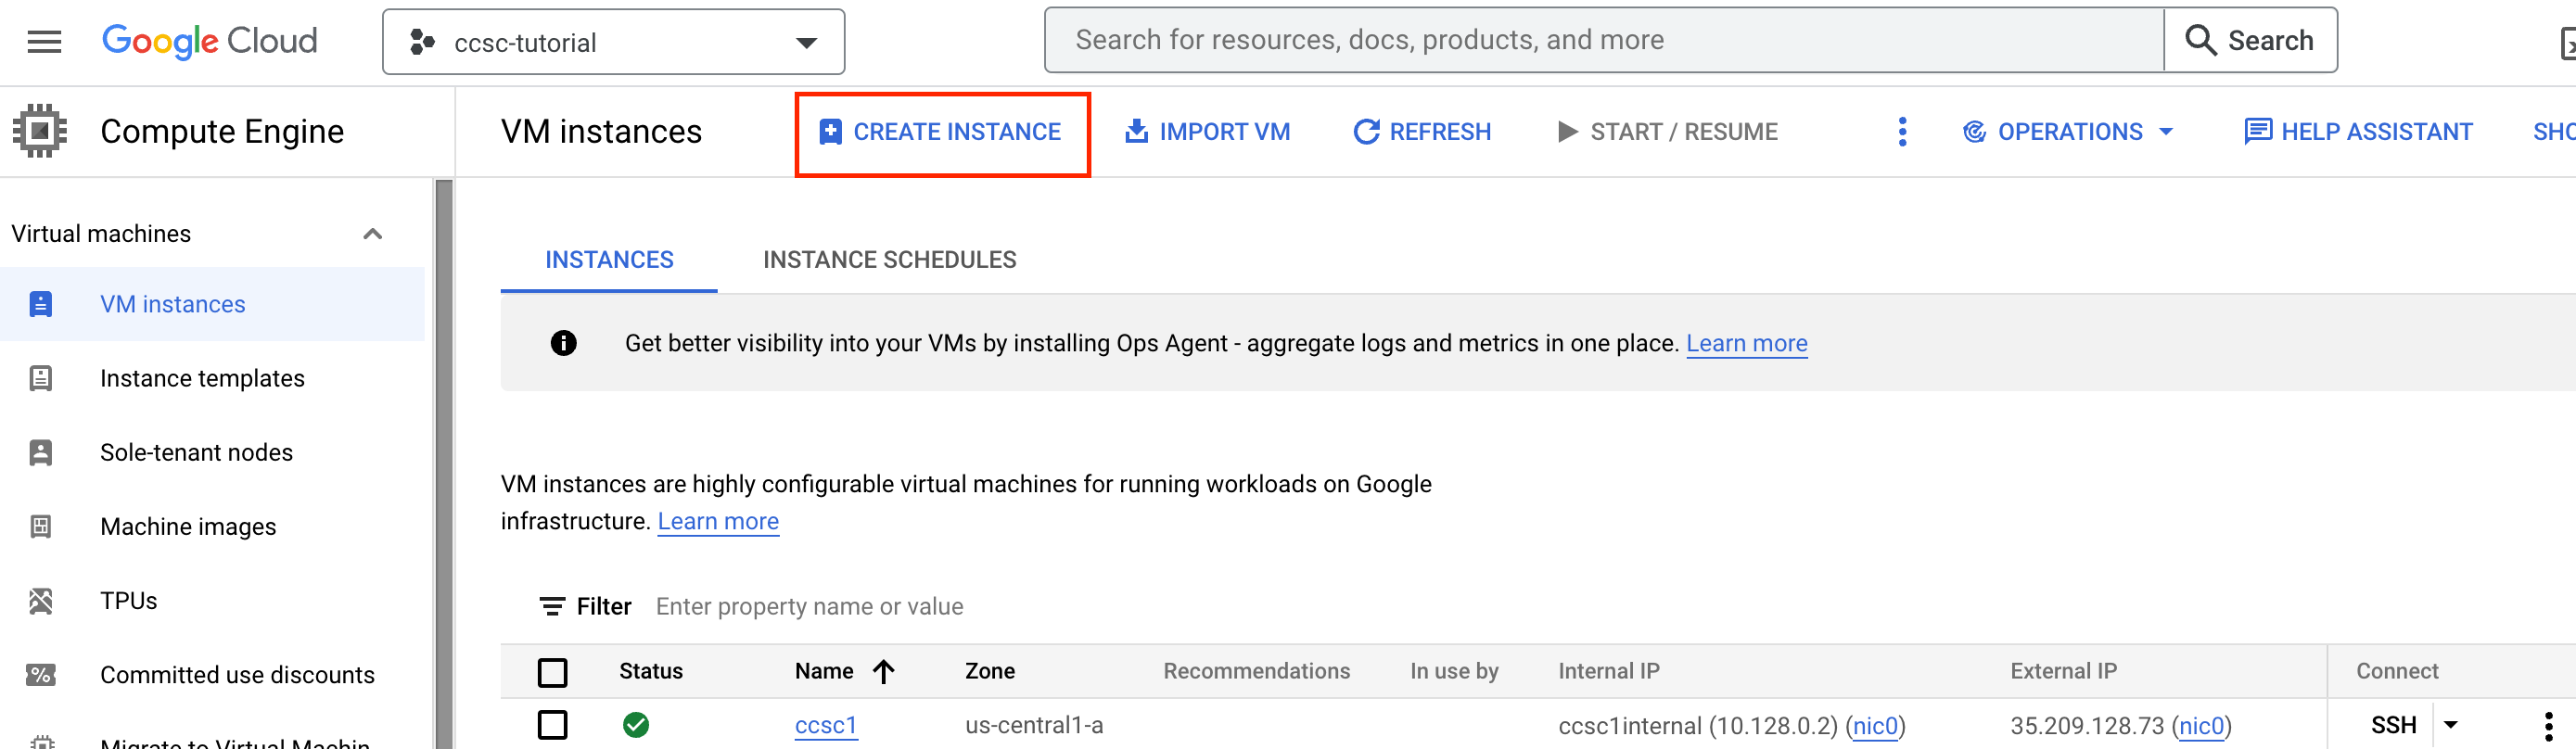 Google Cloud
ccsc-tutorial
Search for resources, docs, products, and more
Search
Compute Engine
VM instances
CREATE INSTANCE
IMPORT VM
REFRESH
START / RESUME
OPERATIONS
HELP ASSISTANT
Virtual machines
VM instances
Instance templates
Sole-tenant nodes
Machine images
TPUs
Committed use discounts
Migrate to Virtual
INSTANCES
INSTANCE SCHEDULES
Get better visibility into your VMs by installing Ops Agent - aggregate logs and metrics in one place. Learn more
VM instances are highly configurable virtual machines for running workloads on Google
infrastructure. Learn more
Filter Enter property name or value
Status Name Zone Recommendations In use by Internal IP External IP Connect
ccsc1 us-central1-a ccsc1internal (10.128.0.2) (nic0) 35.209.128.73 (nic0) SSH